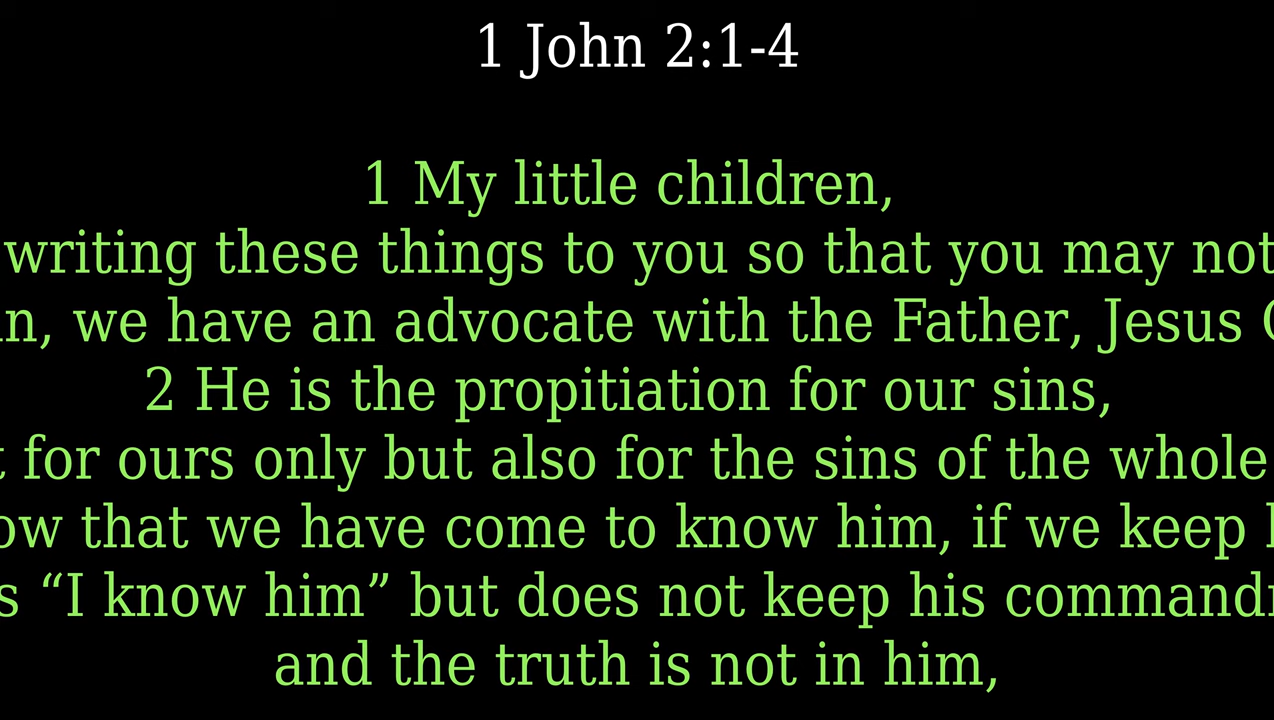 1 John 2:1-4
1 My little children,
writing these things to you so that you may not
we have an advocate with the Father, Jesus
2 He is the propitiation for our sins,
for ours only but also for the sins of the whole
that we have come to know him, if we keep
“I know him” but does not keep his
and the truth is not in him,